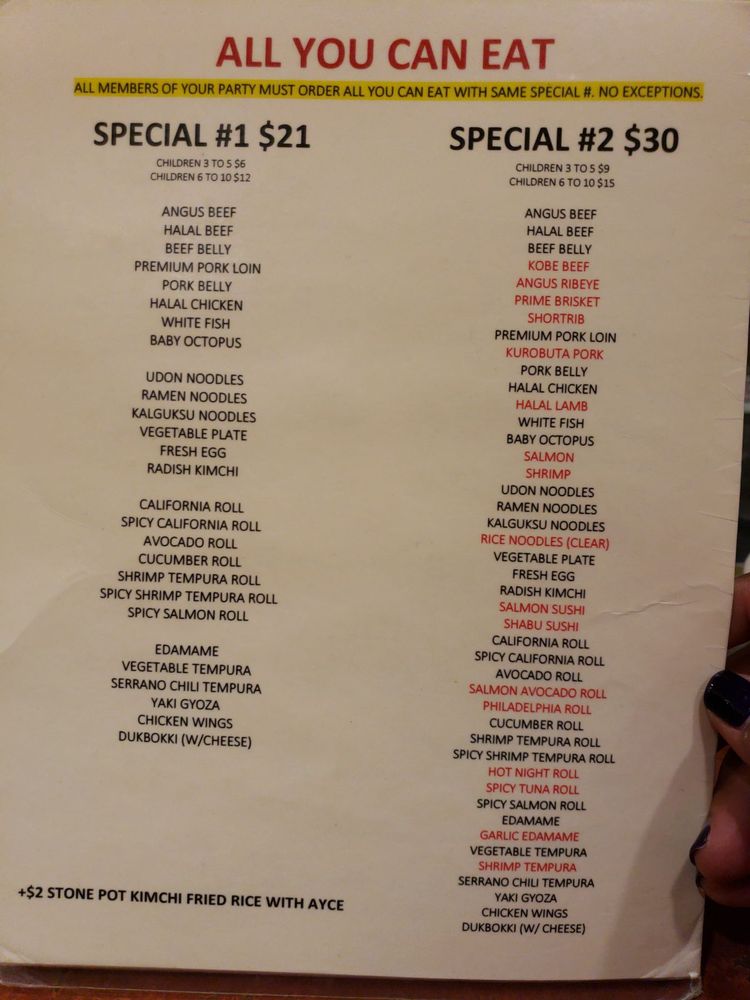 ALL YOU CAN EAT
ALL MEMBERS OF YOUR PARTY MUST ORDER ALL YOU CAN EAT WITH SAME SPECIAL #. NO EXCEPTIONS.
SPECIAL #1 $21
CHILDREN 3 TO 5 $6
CHILDREN 6 TO 10 $12
ANGUS BEEF
HALAL BEEF
BEEF BELLY
PREMIUM PORK LOIN
PORK BELLY
HALAL CHICKEN
WHITE FISH
BABY OCTOPUS
UDON NOODLES
RAMEN NOODLES
KALGUKSU NOODLES
VEGETABLE PLATE
FRESH EGG
RADISH KIMCHI
CALIFORNIA ROLL
SPICY CALIFORNIA ROLL
AVOCADO ROLL
CUCUMBER ROLL
SHRIMP TEMPURA ROLL
SPICY SHRIMP TEMPURA ROLL
SPICY SALMON ROLL
EDAMAME
VEGETABLE TEMPURA
SERRANO CHILI TEMPURA
YAKI GYOZA
CHICKEN WINGS
DUKBOKKI (W/CHEESE)
+$2 STONE POT KIMCHI FRIED RICE WITH AYCE
SPECIAL #2 $30
CHILDREN 3 TO 5 $9
CHILDREN 6 TO 10 $15
ANGUS BEEF
HALAL BEEF
BEEF BELLY
KOBE BEEF
ANGUS RIBEYE
PRIME BRISKET
SHORTRIB
PREMIUM PORK LOIN
KUROBUTA PORK
PORK BELLY
HALAL CHICKEN
HALAL LAMB
WHITE FISH
BABY OCTOPUS
SALMON
SHRIMP
UDON NOODLES
RAMEN NOODLES
KALGUKSU NOODLES
RICE NOODLES (CLEAR)
VEGETABLE PLATE
FRESH EGG
RADISH KIMCHI
SALMON SUSHI
SHABU SUSHI
CALIFORNIA ROLL
SPICY CALIFORNIA ROLL
AVOCADO ROLL
SALMON AVOCADO ROLL
PHILADELPHIA ROLL
CUCUMBER ROLL
SHRIMP TEMPURA ROLL
SPICY SHRIMP TEMPURA ROLL
HOT NIGHT ROLL
SPICY TUNA ROLL
SPICY SALMON ROLL
EDAMAME
GARLIC EDAMAME
VEGETABLE TEMPURA
SHRIMP TEMPURA
SERRANO CHILI TEMPURA
YAKI GYOZA
CHICKEN WINGS
DUKBOKKI (W/ CHEESE)